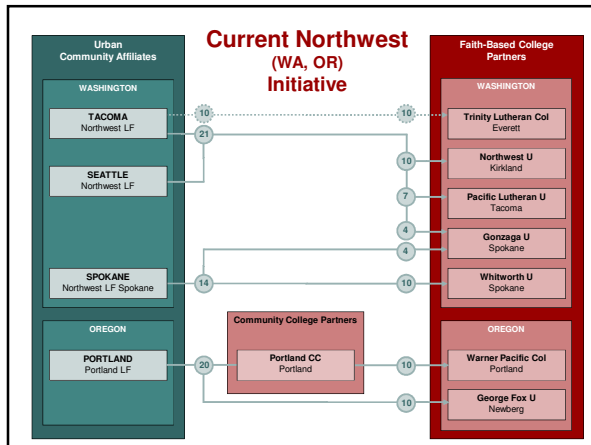 Urban
Community Affiliates
Current Northwest
(WA, OR)
Initiative
Faith-Based College
Partners
WASHINGTON
TACOMA
Northwest LF
SEATTLE
Northwest LF
SPOKANE
Northwest LF Spokane
OREGON
PORTLAND
Portland LF
10
21
14
20
Community College Partners
Portland CC
Portland
10
10
7
4
4
10
10
10
WASHINGTON
Trinity Lutheran Col
Everett
Northwest U
Kirkland
Pacific Lutheran U
Tacoma
Gonzaga U
Spokane
Whitworth U
Spokane
OREGON
Warner Pacific Col
Portland
George Fox U
Newberg